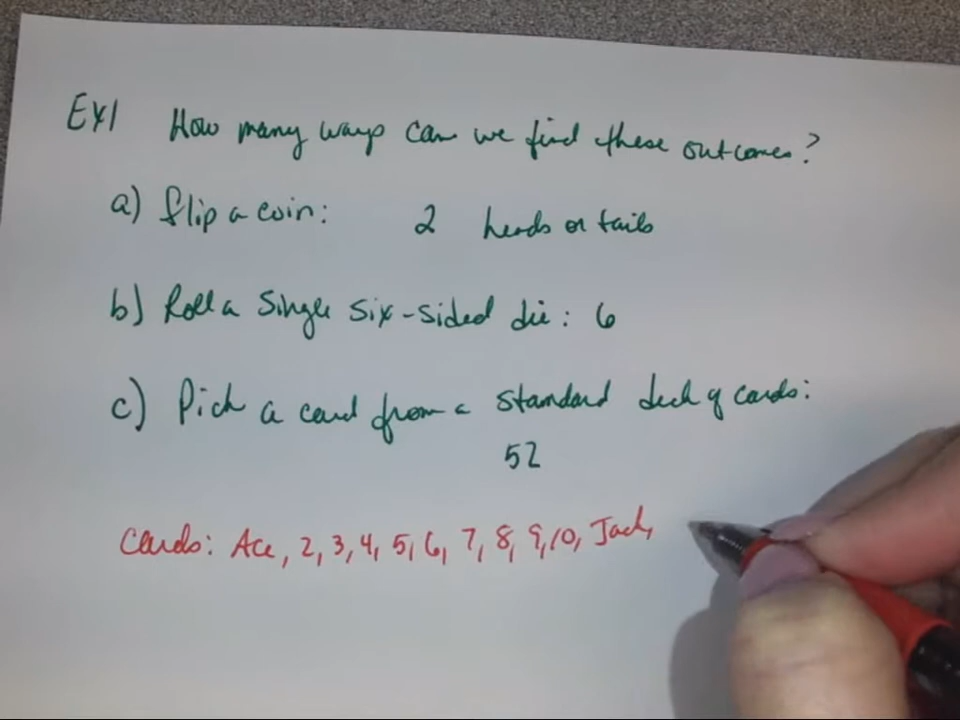 Ex1 How many ways can we find these outcomes?
a) flip a coin: 2 heads or tails
b) Roll a single six-sided die: 6
c) Pick a card from a standard deck of cards:
52
Cards: Ace, 2, 3, 4, 5, 6, 7, 8, 9, 10, Jack,